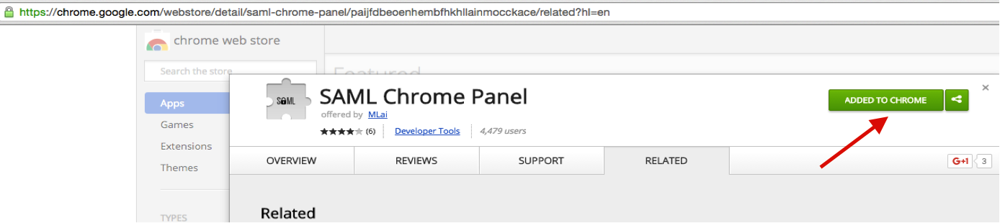 https://chrome.google.com/webstore/detail/saml-chrome-panel/paijfdbeoenhembfhkhllainmocckace/related?hl=en
chrome web store
Search the store
Featured
Apps
Games
Extensions
Themes
TYPES
SAML
SAML Chrome Panel
offered by MLai
(6) Developer Tools 4,479 users
ADDED TO CHROME
OVERVIEW REVIEWS SUPPORT RELATED
G+1 3
Related